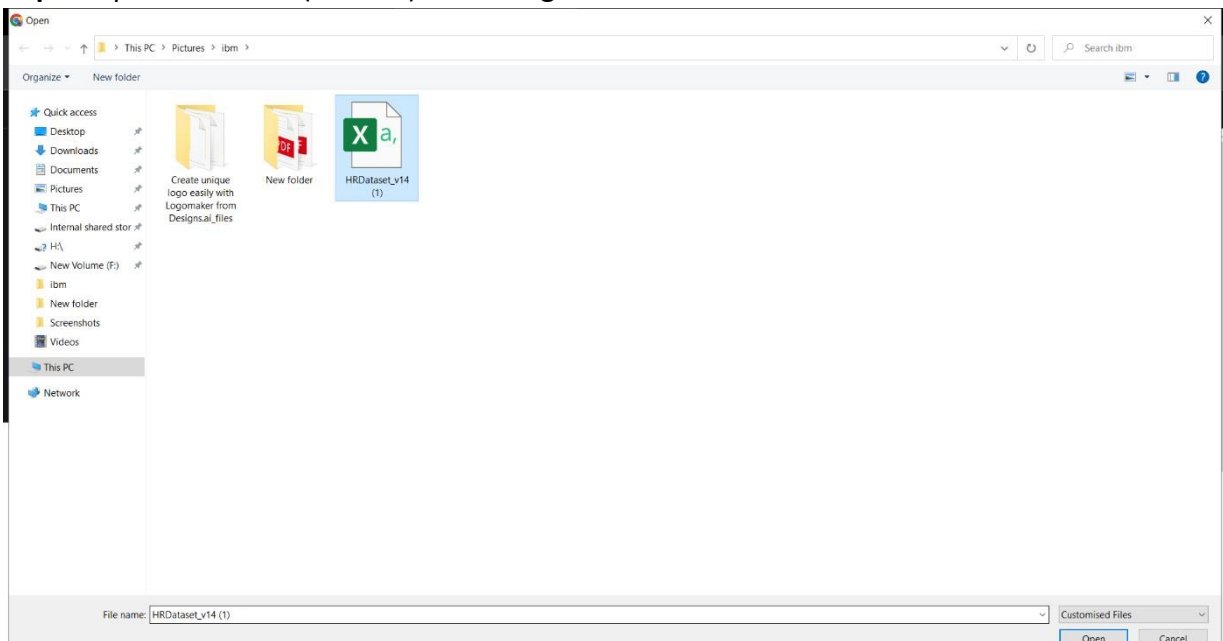 Open
This PC > Pictures > ibm >
Search ibm
Organize
New folder
Quick access
Desktop
Downloads
Documents
Pictures
This PC
Internal shared stor
H:\
New Volume (F:)
ibm
New folder
Screenshots
Videos
This PC
Network
Create unique
logo easily with
Logomaker from
Designs.ai_files
PDF
New folder
X a,
HRDataset_v14
(1)
File name: HRDataset_v14 (1)
Customised Files
Open
Cancel